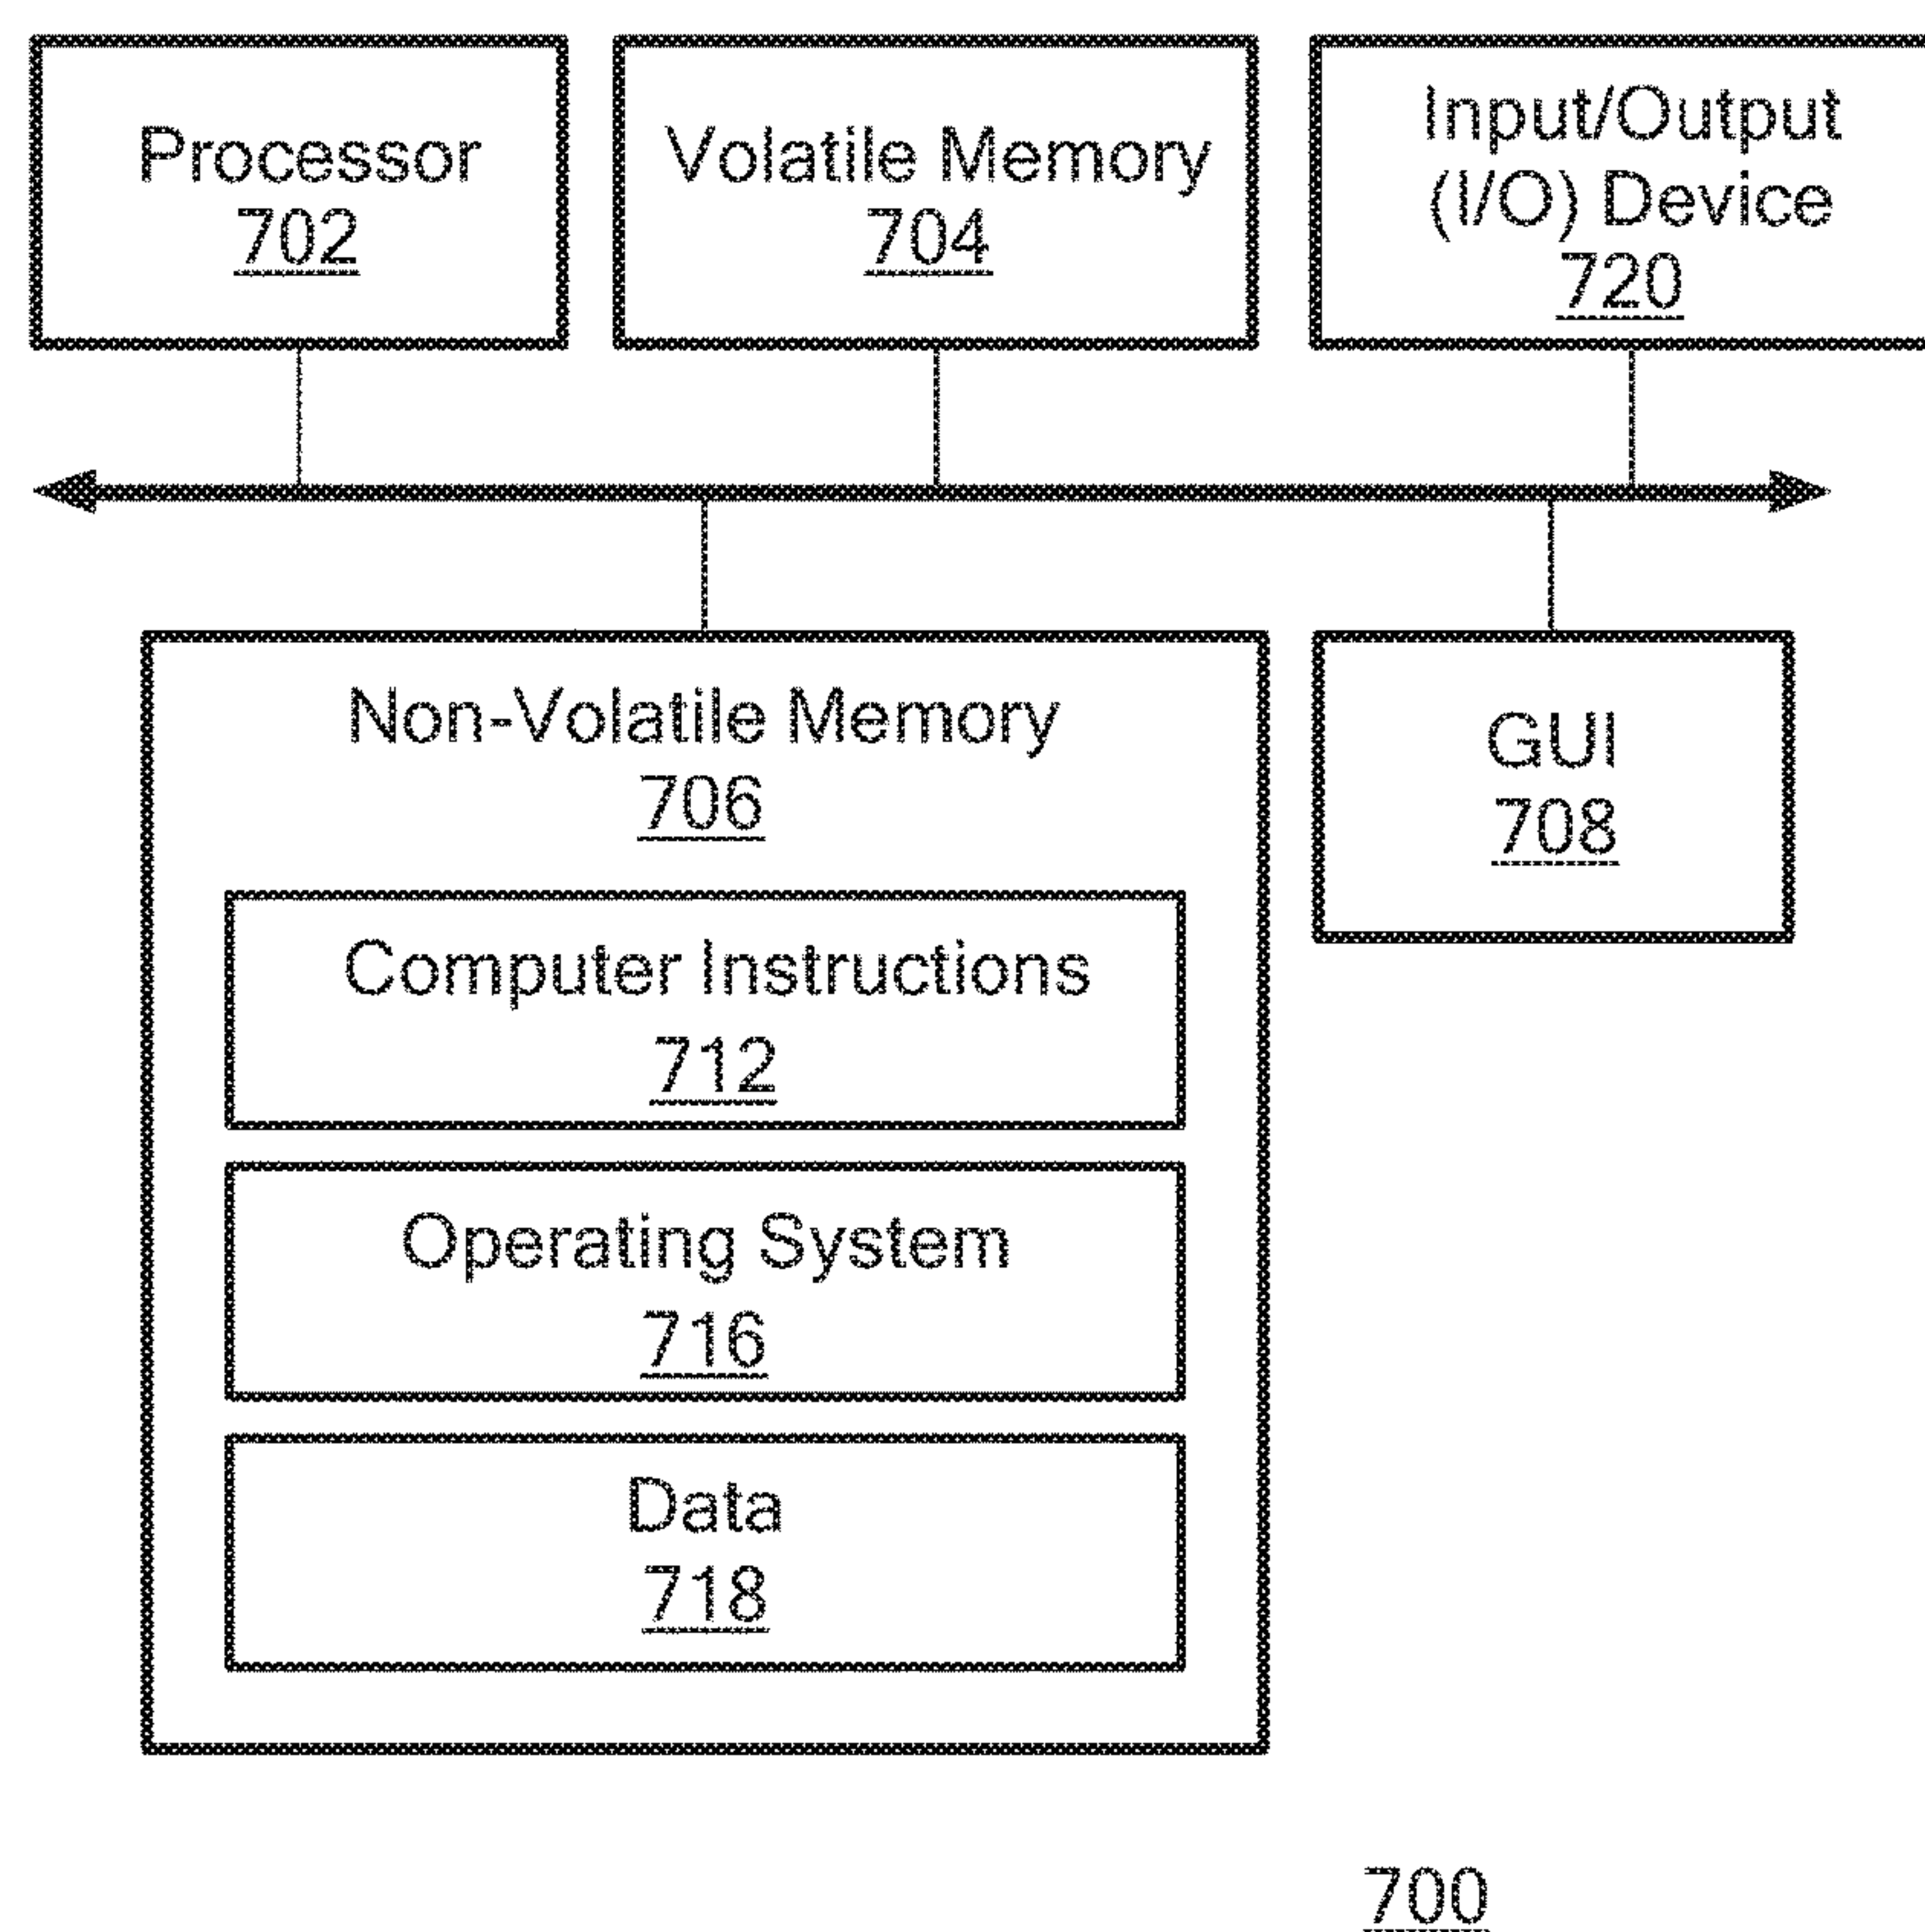 Processor
702
Volatile Memory
704
Input/Output
(I/O) Device
720
Non-Volatile Memory
706
Computer Instructions
712
Operating System
716
Data
718
GUI
708
700